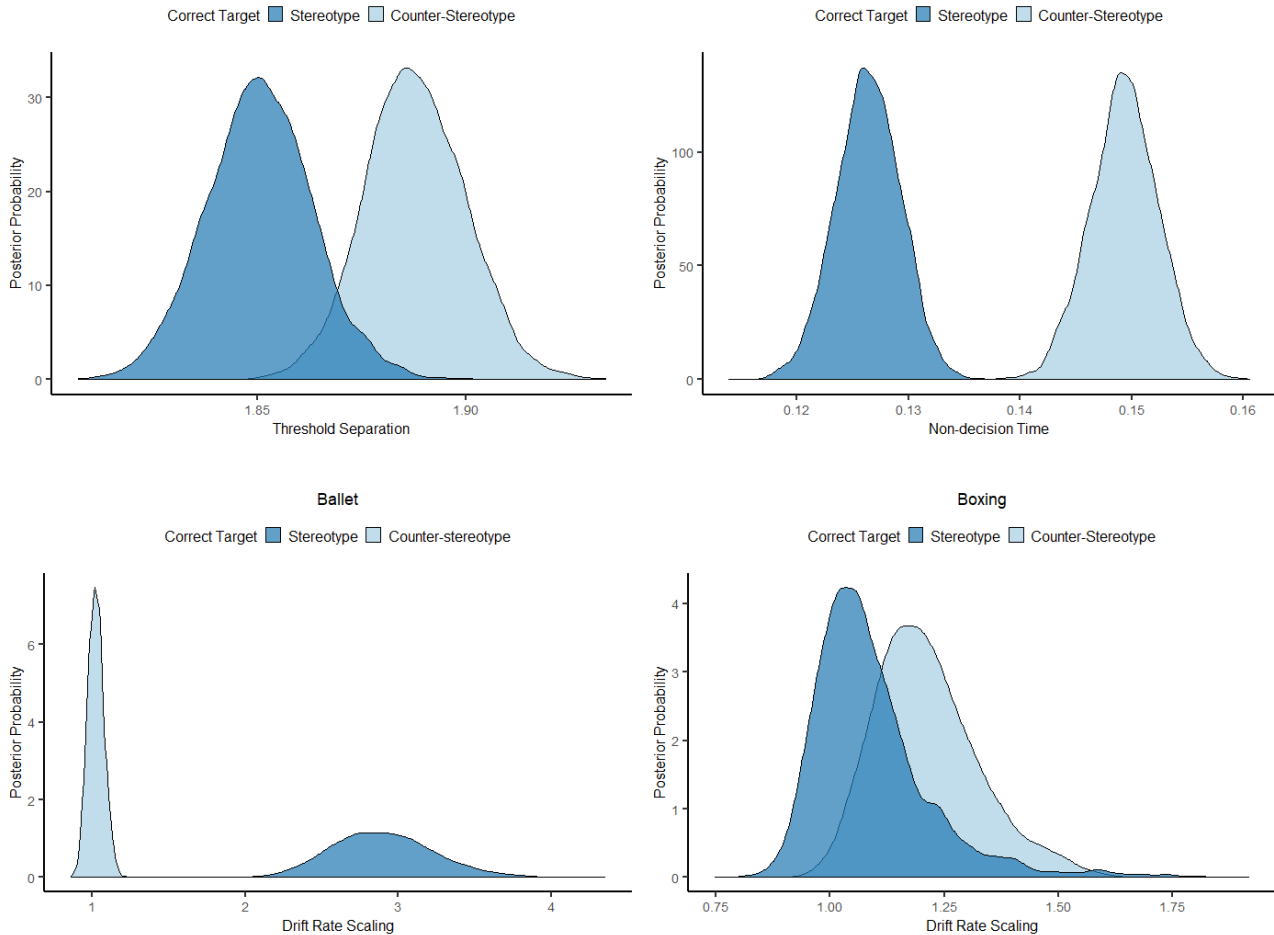 Correct Target Stereotype Counter-Stereotype
30
20
10
0
Posterior Probability
1.85 1.90
Threshold Separation
Correct Target Stereotype Counter-Stereotype
100
50
0
Posterior Probability
0.12 0.13 0.14 0.15 0.16
Non-decision Time
Ballet
Correct Target Stereotype Counter-stereotype
6
4
2
0
Posterior Probability
1 2 3 4
Drift Rate Scaling
Boxing
Correct Target Stereotype Counter-Stereotype
4
3
2
1
0
Posterior Probability
0.75 1.00 1.25 1.50 1.75
Drift Rate Scaling